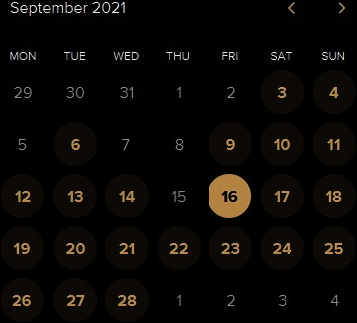 September 2021
MON TUE WED THU FRI SAT SUN
29 30 31 1 2 3 4
5 6 7 8 9 10 11
12 13 14 15 16 17 18
19 20 21 22 23 24 25
26 27 28 1 2 3 4